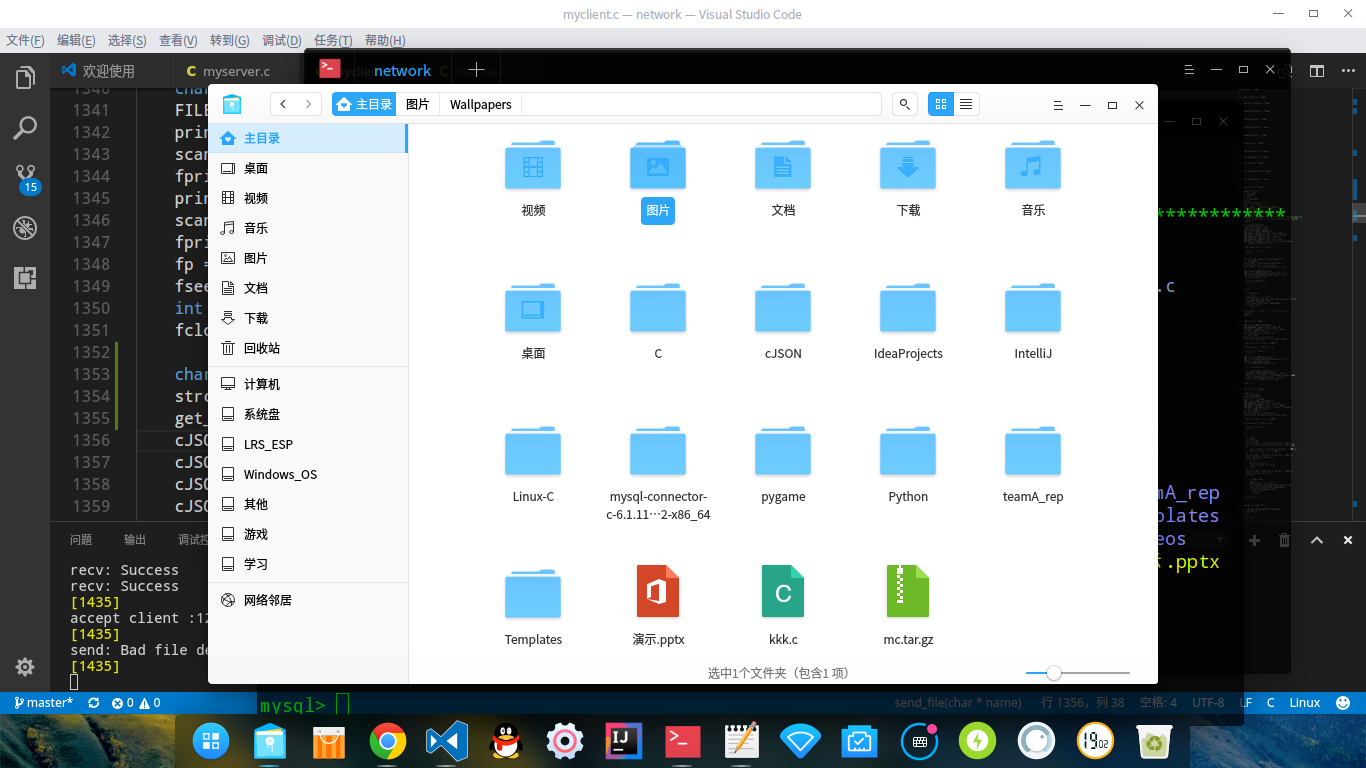 myclient.c — network — Visual Studio Code
文件(F) 编辑(E) 选择(S) 查看(V) 转到(G) 调试(D) 任务(T) 帮助(H)
欢迎使用 C myserver.c
network
主目录 图片 Wallpapers
主目录
桌面
视频
音乐
图片
文档
下载
回收站
计算机
系统盘
LRS_ESP
Windows_OS
其他
游戏
学习
网络邻居
视频 图片 文档 下载 音乐
桌面 C cJSON IdeaProjects IntelliJ
Linux-C mysql-connector-c-6.1.11⋯2-x86_64 pygame Python teamA_rep
Templates 演示.pptx kkk.c mc.tar.gz
选中1个文件夹（包含1 项）
1341 FILE
1342 prin
1343 scan
1344 fpri
1345 prin
1346 scan
1347 fpri
1348 fp =
1349 fsee
1350 int
1351 fclo
1352
1353 char
1354 stro
1355 get_
1356 cJSO
1357 cJSO
1358 cJSO
1359 cJSO
15
************
.c
mA_rep
plates
eos
.pptx
问题 输出 调试控
recv: Success
recv: Success
[1435]
accept client :12
[1435]
send: Bad file de
[1435]
mysql>
master* 0 0 send_file(char * name) 行 1356，列 38 空格: 4 UTF-8 LF C Linux
IJ
19 02